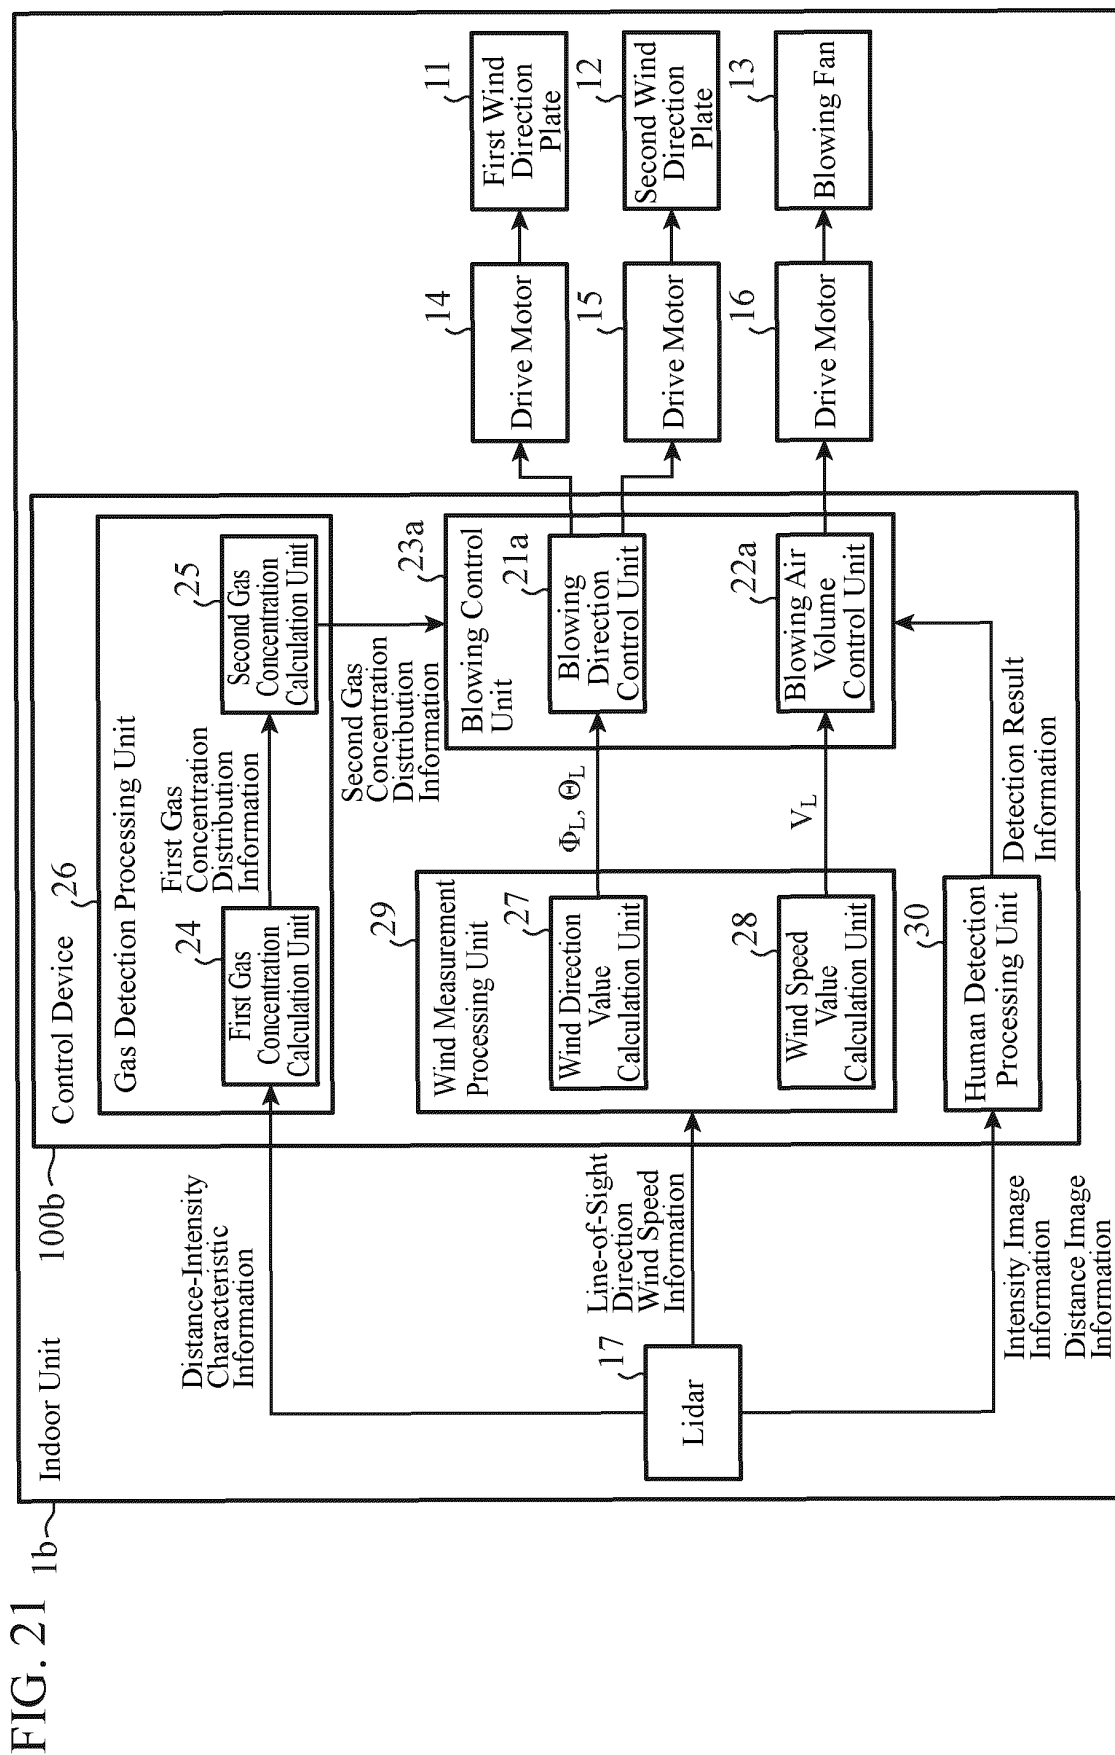 FIG. 21
1b
Indoor Unit
100b
Control Device
26
Gas Detection Processing Unit
Distance-Intensity
Characteristic
Information
24
First Gas
Concentration
Calculation Unit
First Gas
Concentration
Distribution
Information
25
Second Gas
Concentration
Calculation Unit
Second Gas
Concentration
Distribution
Information
17
Lidar
Line-of-Sight
Direction
Wind Speed
Information
29
Wind Measurement
Processing Unit
27
Wind Direction
Value
Calculation Unit
28
Wind Speed
Value
Calculation Unit
Φ_L, Θ_L
V_L
23a
Blowing Control
Unit
21a
Blowing
Direction
Control Unit
22a
Blowing Air
Volume
Control Unit
Intensity Image
Information
Distance Image
Information
30
Human Detection
Processing Unit
Detection Result
Information
14
Drive Motor
15
Drive Motor
16
Drive Motor
11
First Wind
Direction
Plate
12
Second Wind
Direction
Plate
13
Blowing Fan